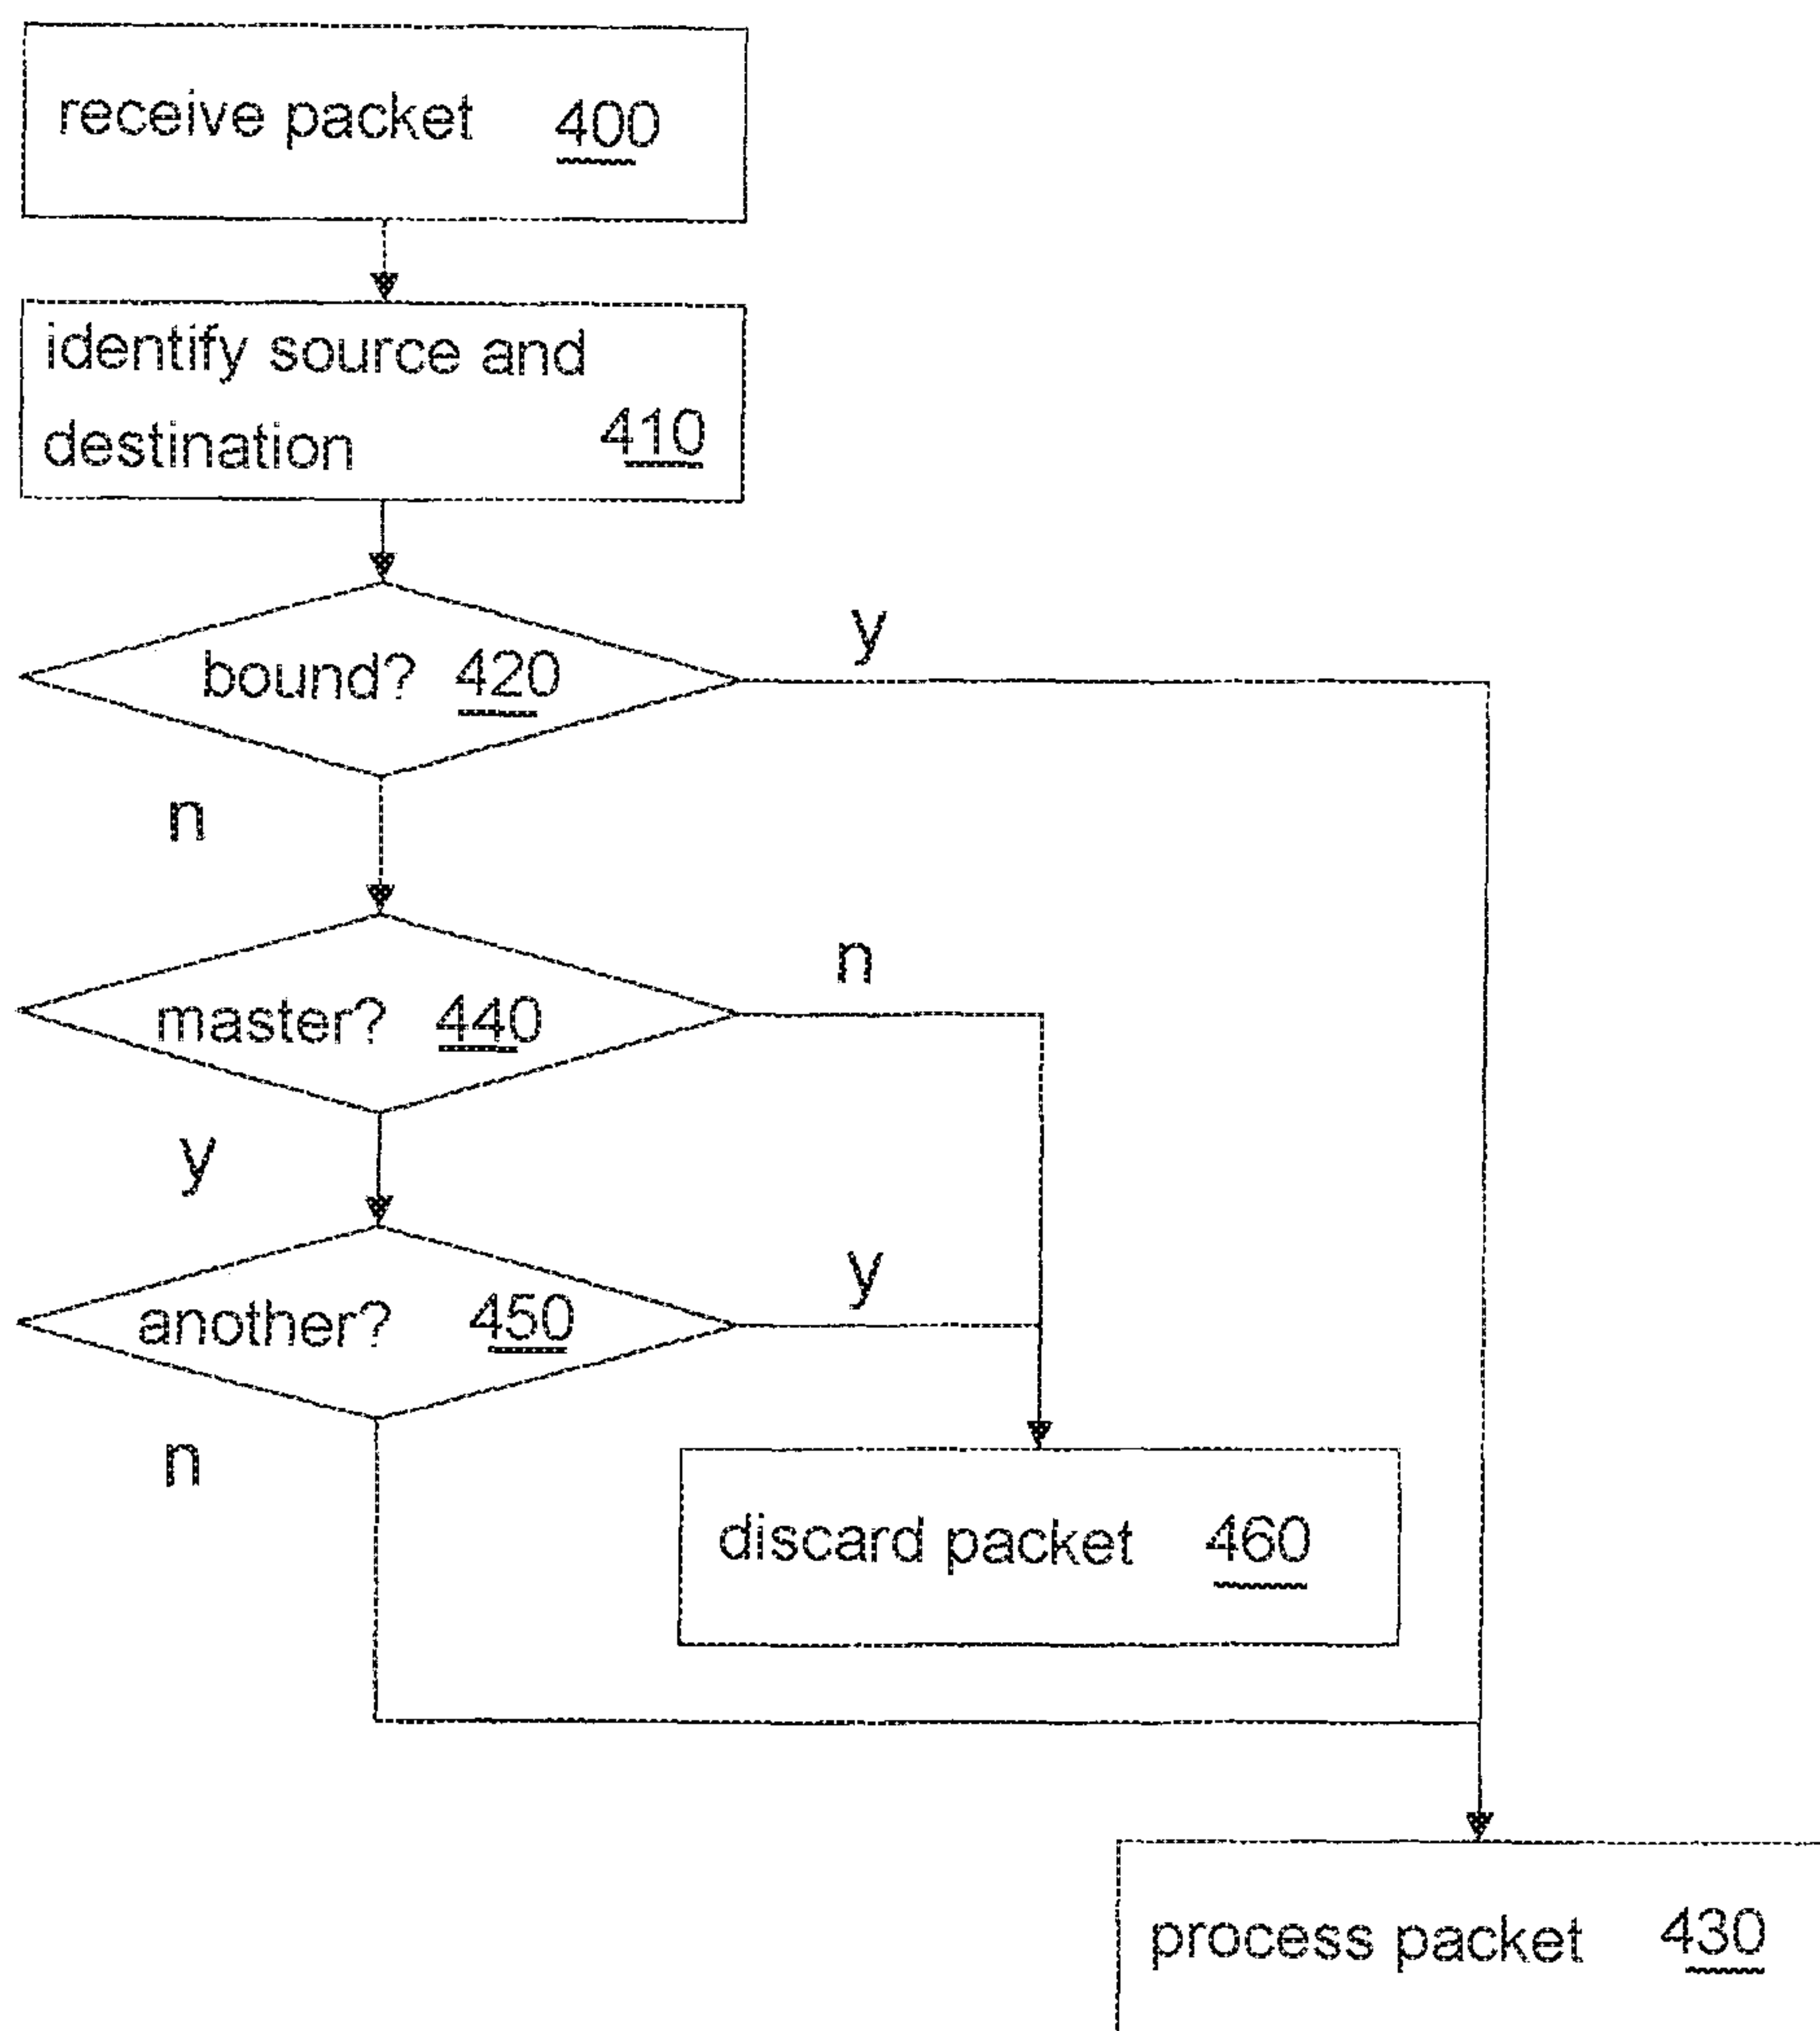 receive packet 400
identify source and
destination 410
bound? 420
y
n
master? 440
n
y
another? 450
y
n
discard packet 460
process packet 430